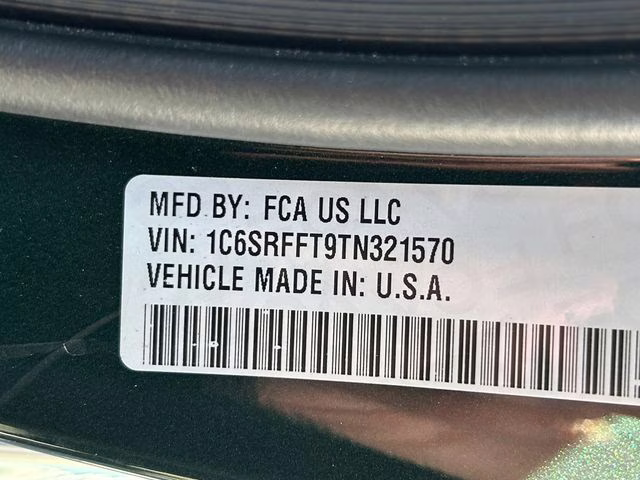 MFD BY: FCA US LLC
VIN: 1C6SRFFT9TN321570
VEHICLE MADE IN: U.S.A.